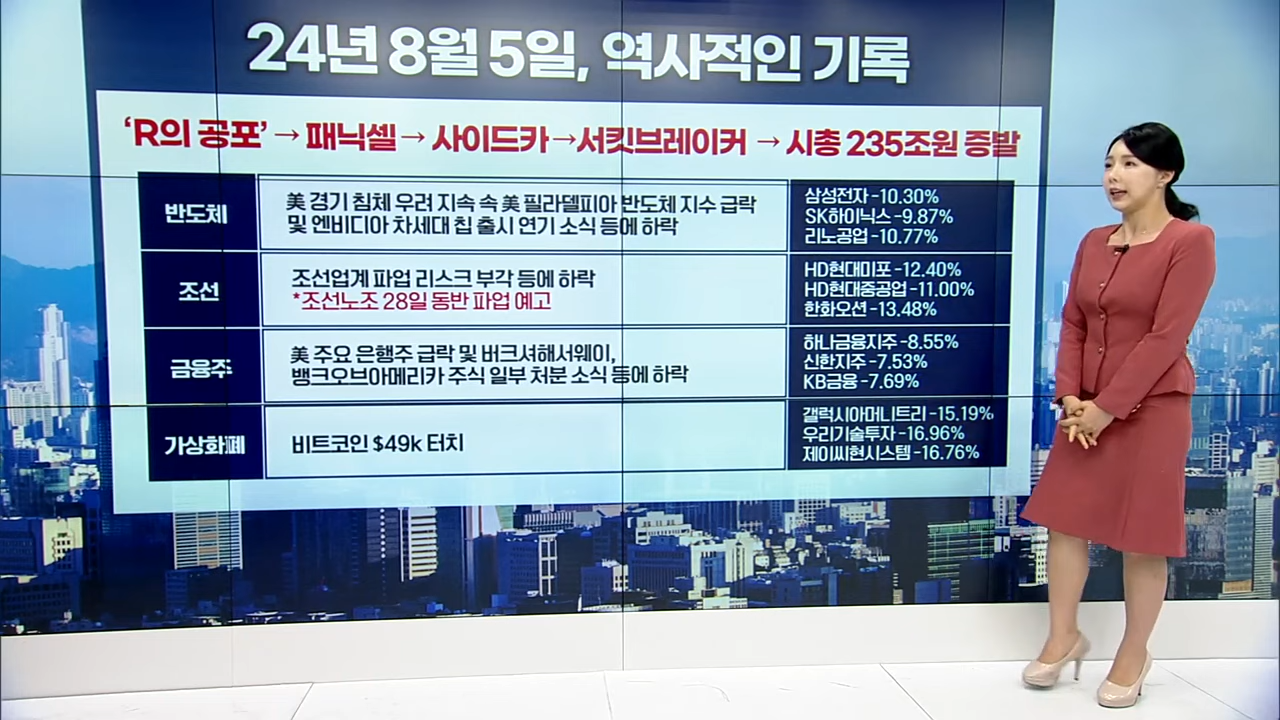 24년 8월 5일, 역사적인 기록
‘R의 공포’ → 패닉셀 → 사이드카 → 서킷브레이커 → 시총 235조원 증발
반도체
美 경기 침체 우려 지속 속 美 필라델피아 반도체 지수 급락
및 엔비디아 차세대 칩 출시 연기 소식 등에 하락
삼성전자 -10.30%
SK하이닉스 -9.87%
리노공업 -10.77%
조선
조선업계 파업 리스크 부각 등에 하락
*조선노조 28일 동반 파업 예고
HD현대미포 -12.40%
HD현대중공업 -11.00%
한화오션 -13.48%
금융주
美 주요 은행주 급락 및 버크셔해서웨이,
뱅크오브아메리카 주식 일부 처분 소식 등에 하락
하나금융지주 -8.55%
신한지주 -7.53%
KB금융 -7.69%
가상화폐
비트코인 $49k 터치
갤럭시아머니트리 -15.19%
우리기술투자 -16.96%
제이씨현시스템 -16.76%